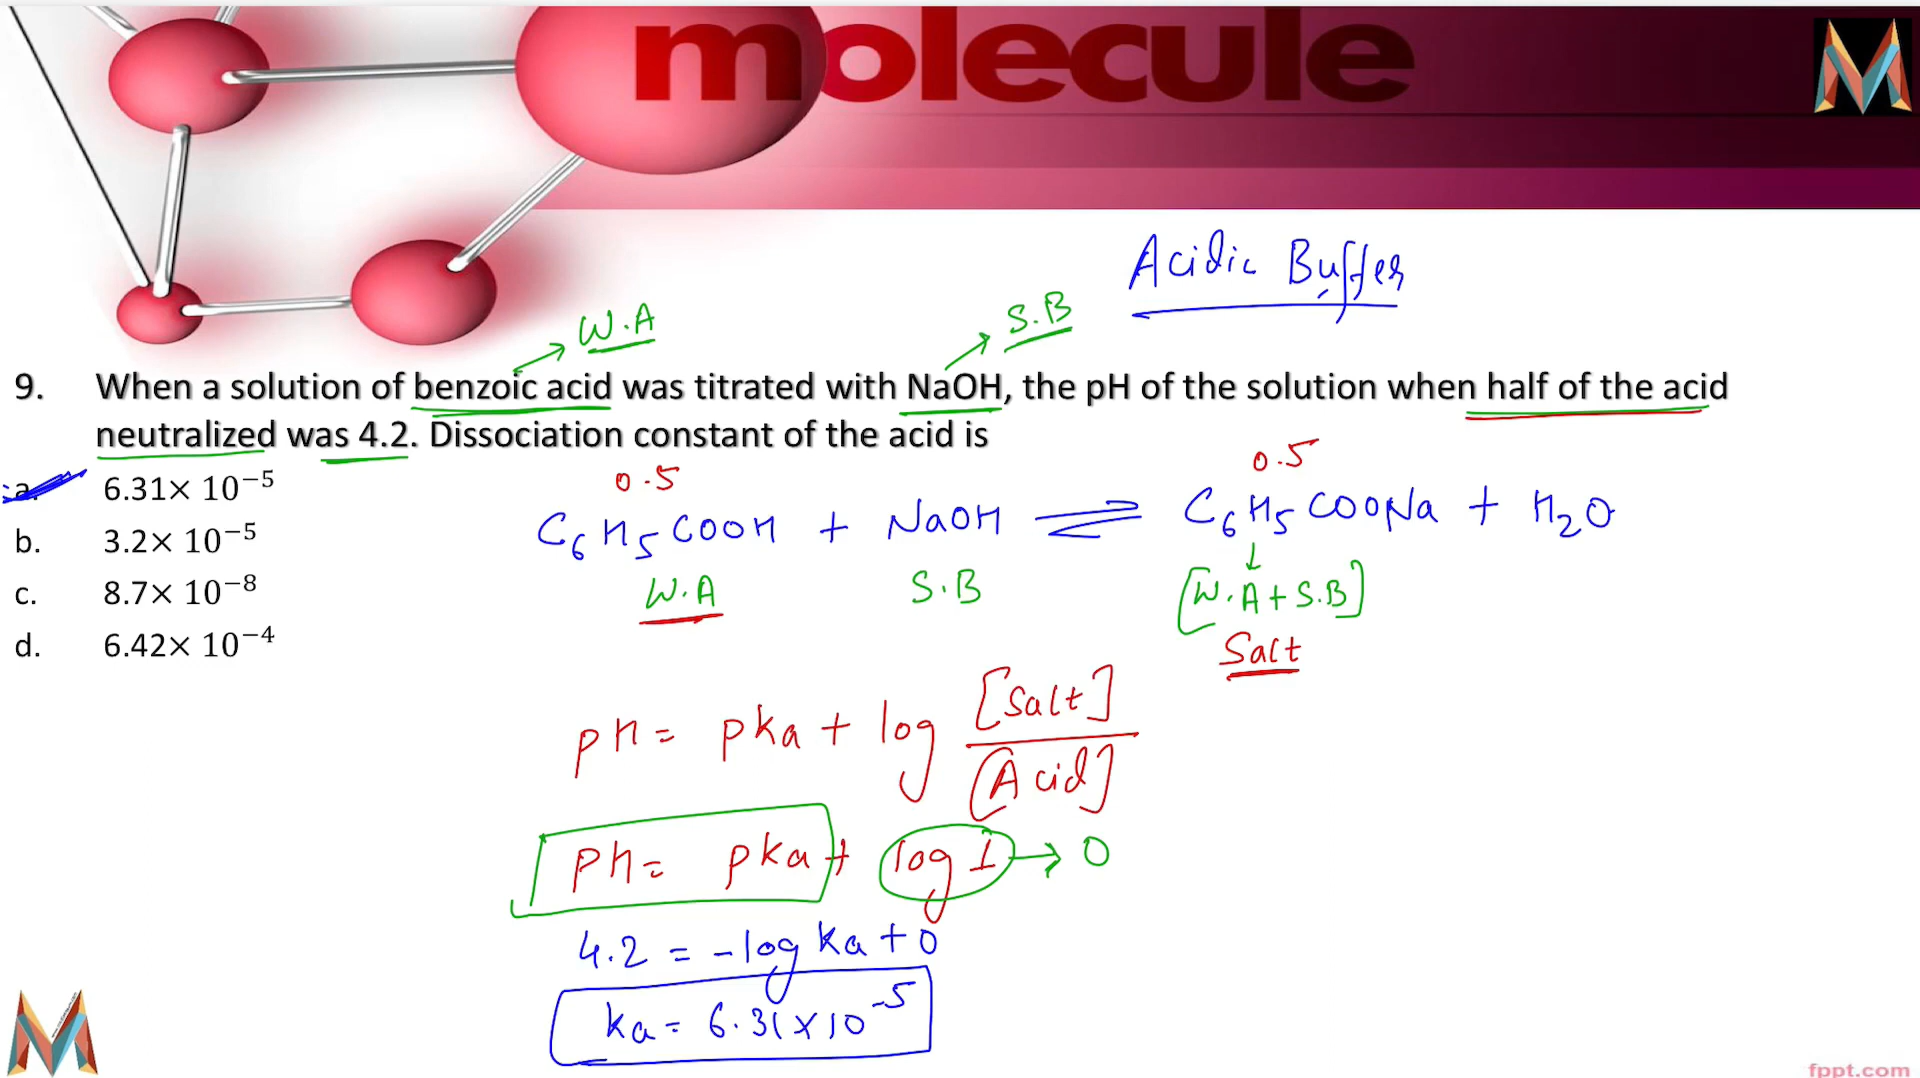 molecule
Acidic Buffer
W.A
S.B
9. When a solution of benzoic acid was titrated with NaOH, the pH of the solution when half of the acid
neutralized was 4.2. Dissociation constant of the acid is
a. 6.31× 10⁻⁵
b. 3.2× 10⁻⁵
c. 8.7× 10⁻⁸
d. 6.42× 10⁻⁴
0.5 0.5
C₆H₅COOH + NaOH ⇌ C₆H₅COONa + H₂O
W.A S.B [W.A + S.B]
Salt
pH = pka + log [Salt]/[Acid]
pH = pka + log 1 → 0
4.2 = -log ka + 0
ka = 6.31 × 10⁻⁵
fppt.com